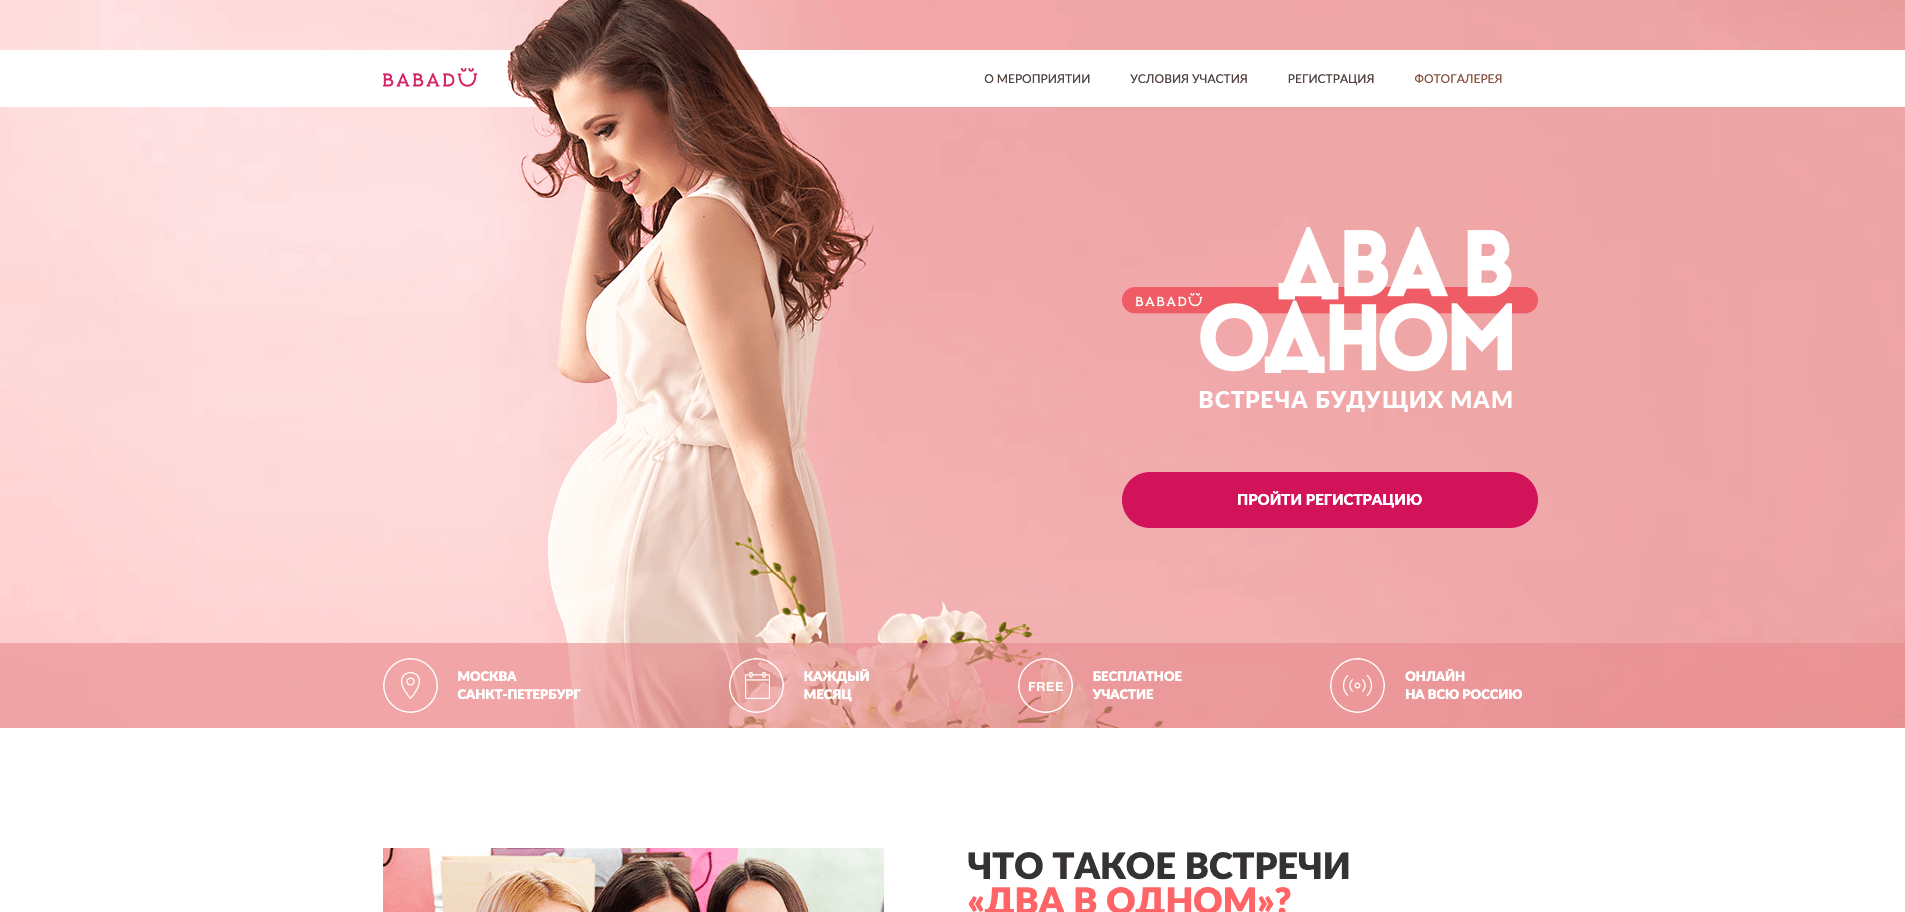 BABADU
О МЕРОПРИЯТИИ
УСЛОВИЯ УЧАСТИЯ
РЕГИСТРАЦИЯ
ФОТОГАЛЕРЕЯ
ДВА В
BABADU
ОДНОМ
ВСТРЕЧА БУДУЩИХ МАМ
ПРОЙТИ РЕГИСТРАЦИЮ
МОСКВА
САНКТ-ПЕТЕРБУРГ
КАЖДЫЙ
МЕСЯЦ
FREE
БЕСПЛАТНОЕ
УЧАСТИЕ
ОНЛАЙН
НА ВСЮ РОССИЮ
ЧТО ТАКОЕ ВСТРЕЧИ
«ДВА В ОДНОМ»?